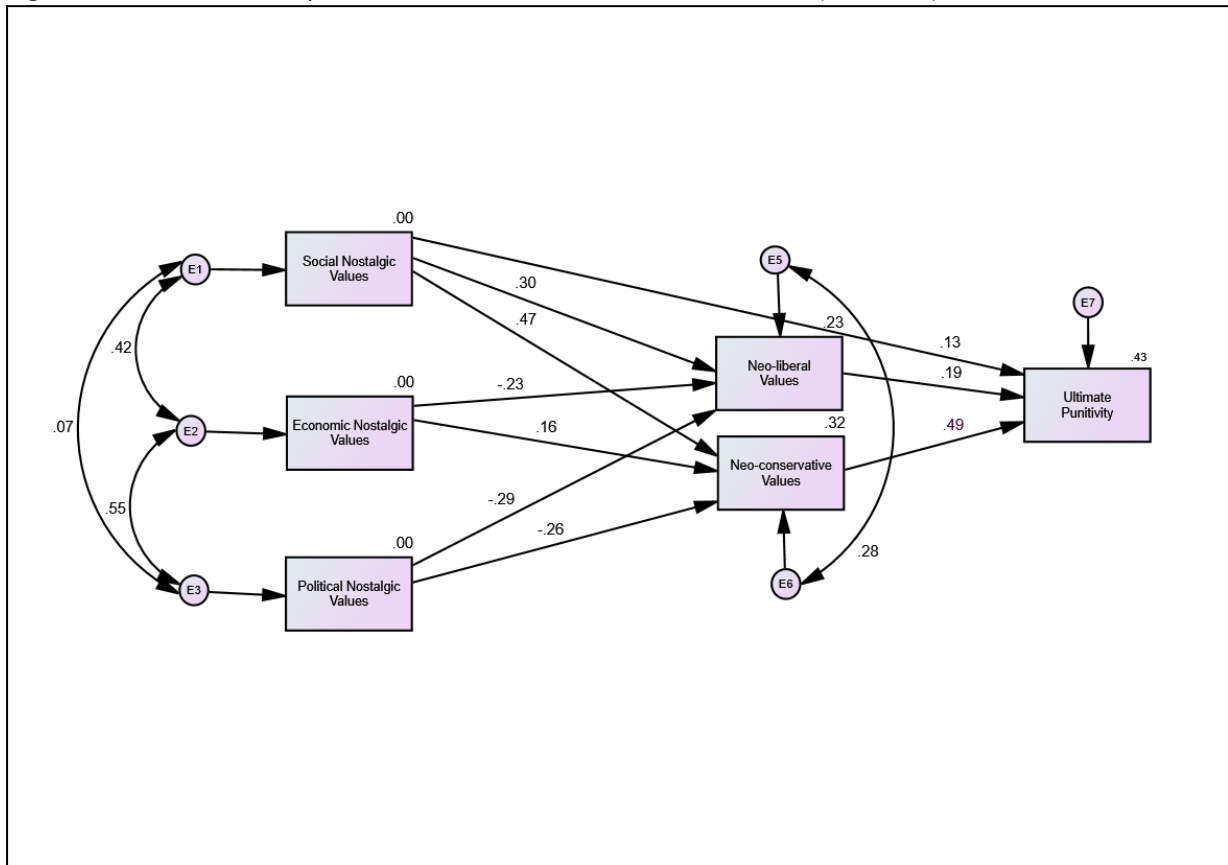 .00
E1
Social Nostalgic
Values
.30
.47
.42
.07
.00
E2
Economic Nostalgic
Values
-.23
.16
.55
.00
E3
Political Nostalgic
Values
-.29
-.26
E5
.23
Neo-liberal
Values
.32
Neo-conservative
Values
E6
.28
E7
.13
.19
.49
.43
Ultimate
Punitivity